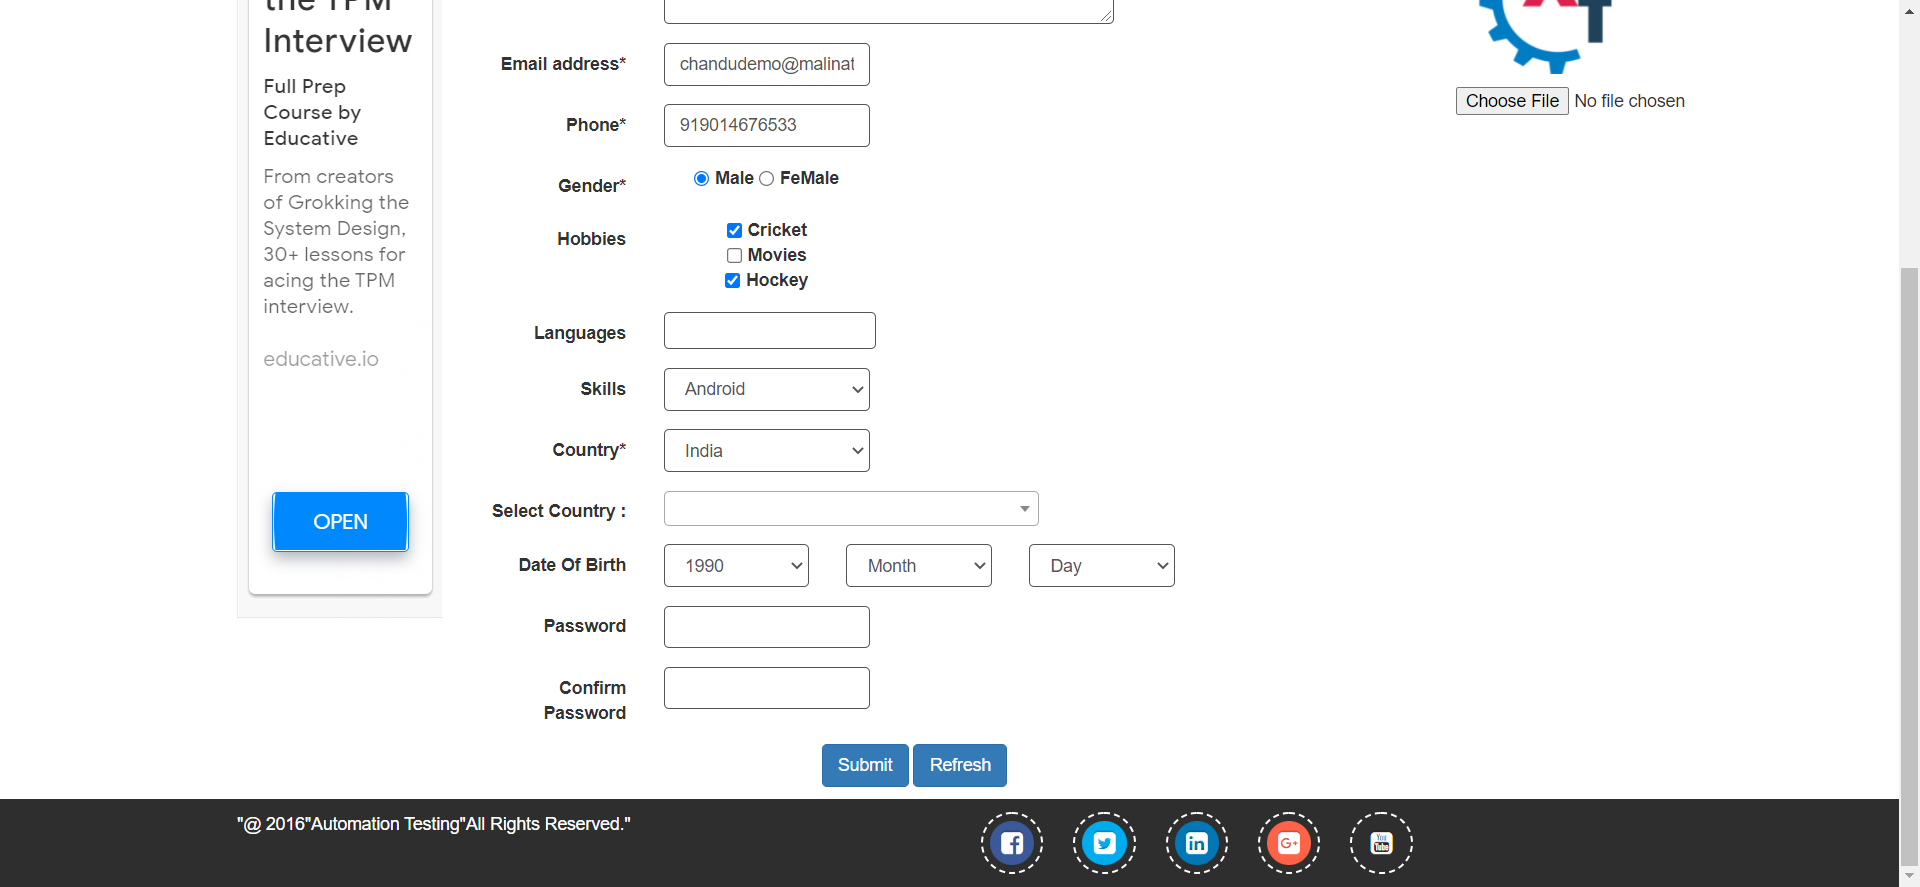 the TPM
Interview
Full Prep
Course by
Educative
From creators
of Grokking the
System Design,
30+ lessons for
acing the TPM
interview.
educative.io
OPEN
Email address*
chandudemo@malinat
Phone*
919014676533
Gender*
Male FeMale
Hobbies
Cricket
Movies
Hockey
Languages
Skills
Android
Country*
India
Select Country :
Date Of Birth
1990 Month Day
Password
Confirm
Password
Submit Refresh
Choose File No file chosen
"@ 2016"Automation Testing"All Rights Reserved."
in
G+
You
Tube